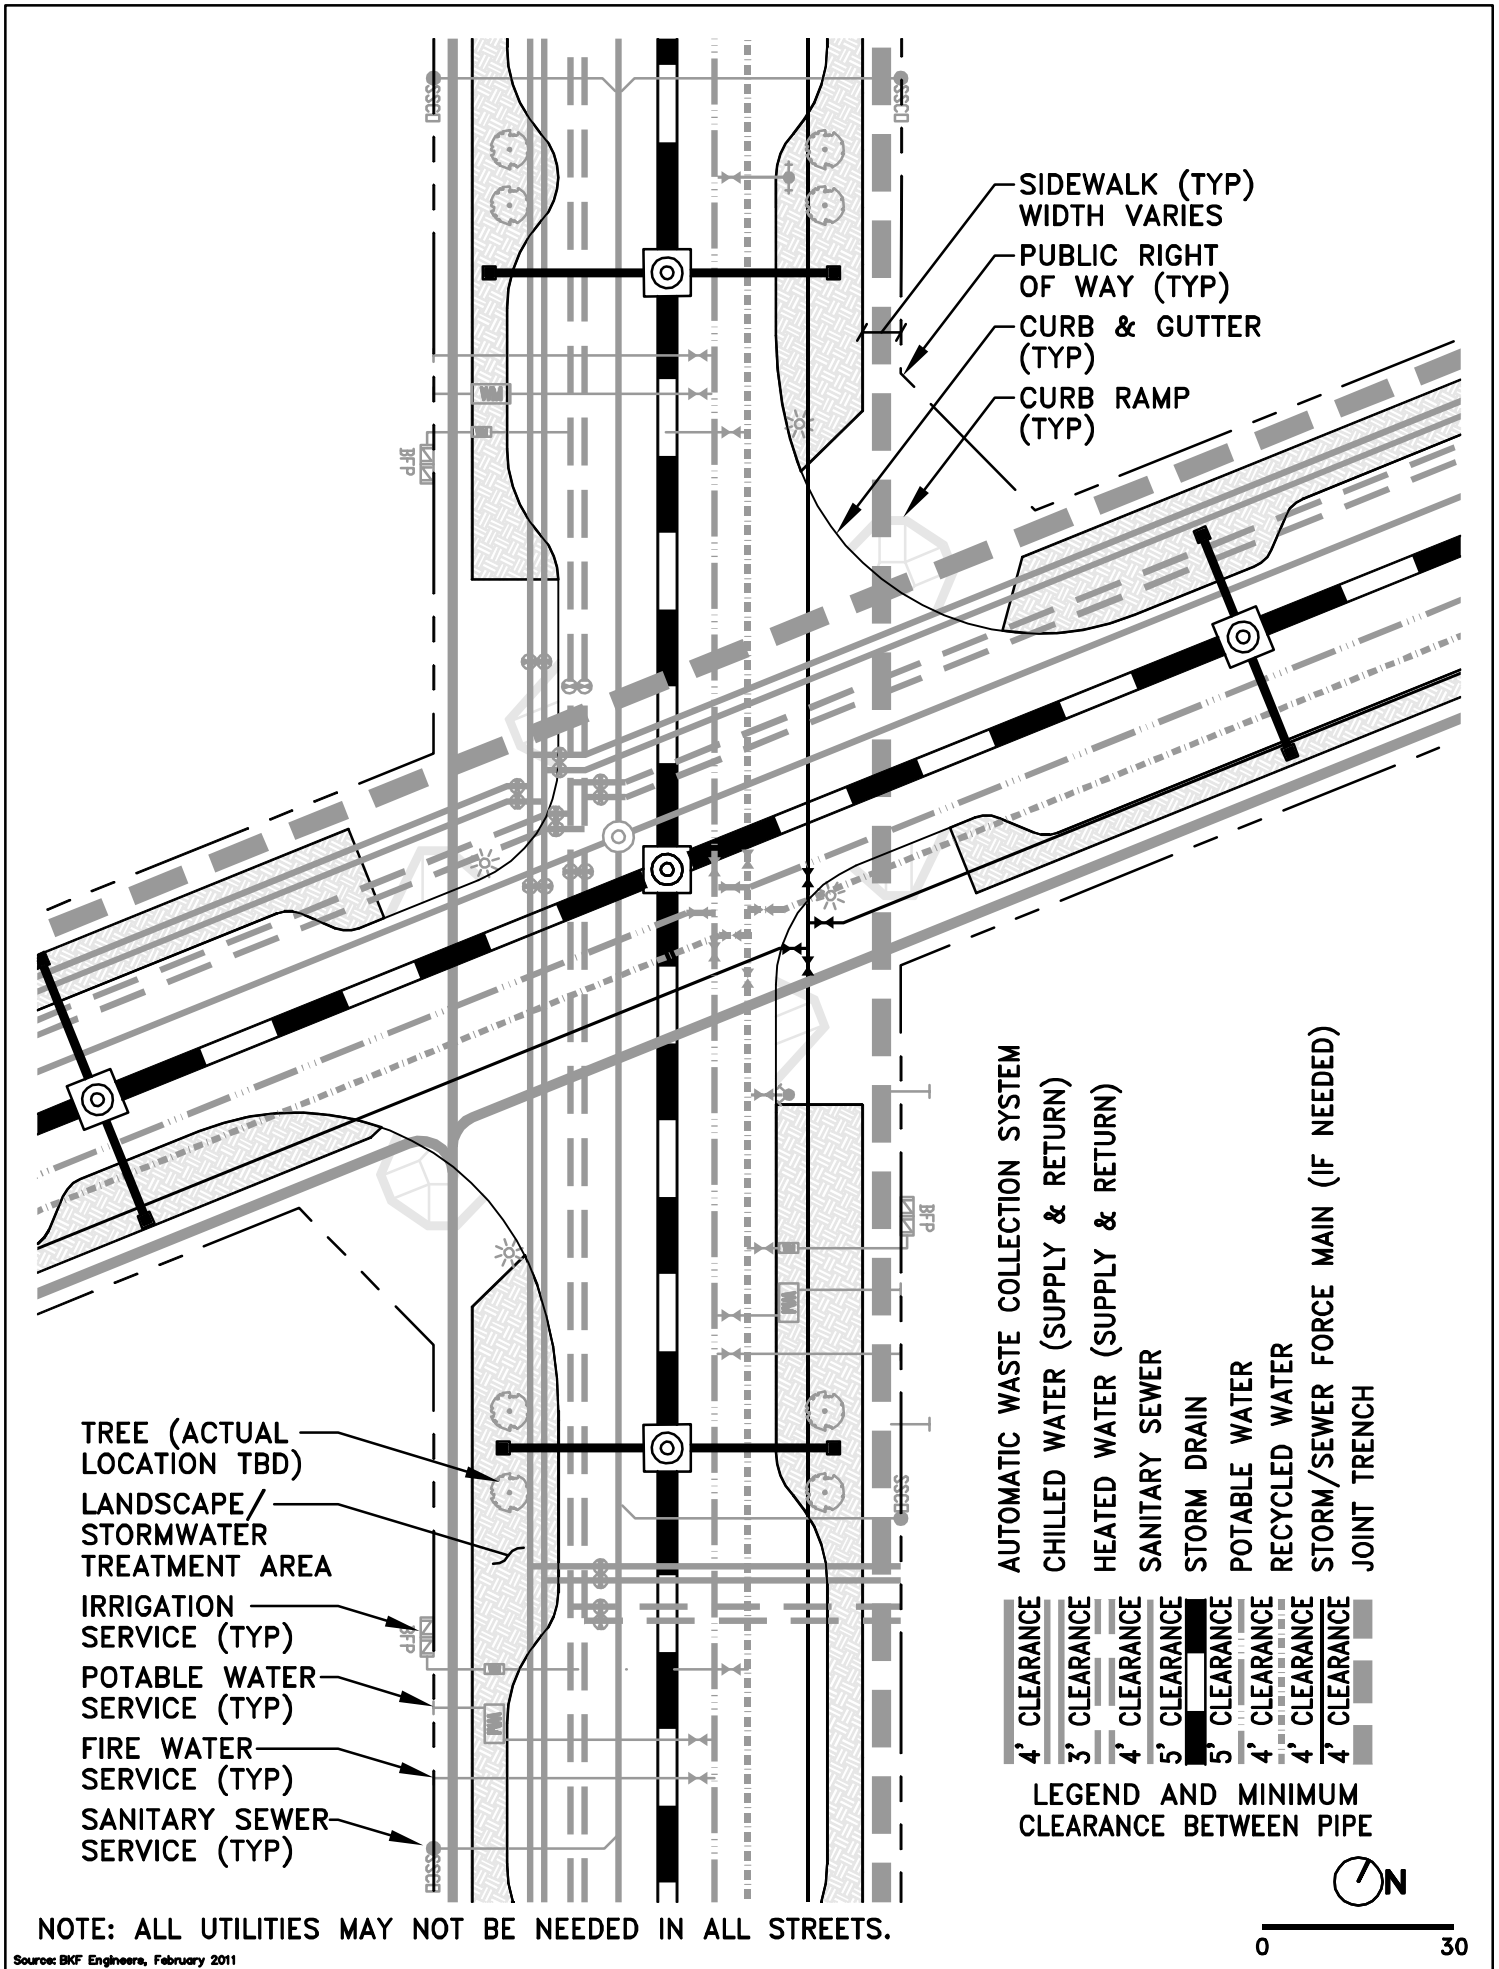 SSCO
SSCO
SIDEWALK (TYP)
WIDTH VARIES
PUBLIC RIGHT
OF WAY (TYP)
CURB & GUTTER
(TYP)
CURB RAMP
(TYP)
WM
BFP
BFP
WM
SSCO
AUTOMATIC WASTE COLLECTION SYSTEM
CHILLED WATER (SUPPLY & RETURN)
HEATED WATER (SUPPLY & RETURN)
SANITARY SEWER
STORM DRAIN
POTABLE WATER
RECYCLED WATER
STORM/SEWER FORCE MAIN (IF NEEDED)
JOINT TRENCH
TREE (ACTUAL
LOCATION TBD)
LANDSCAPE/
STORMWATER
TREATMENT AREA
IRRIGATION
SERVICE (TYP)
BFP
POTABLE WATER
SERVICE (TYP)
WM
FIRE WATER
SERVICE (TYP)
SANITARY SEWER
SERVICE (TYP)
SSCO
4' CLEARANCE
3' CLEARANCE
4' CLEARANCE
5' CLEARANCE
5' CLEARANCE
4' CLEARANCE
4' CLEARANCE
4' CLEARANCE
LEGEND AND MINIMUM
CLEARANCE BETWEEN PIPE
N
0 30
NOTE: ALL UTILITIES MAY NOT BE NEEDED IN ALL STREETS.
Source: BKF Engineers, February 2011